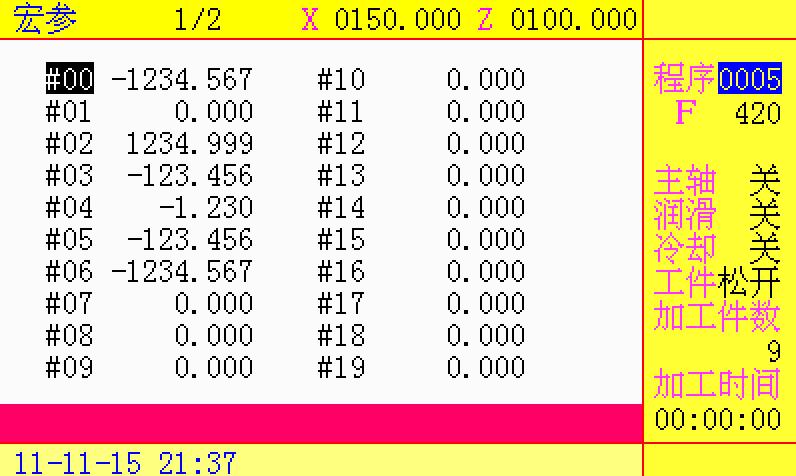 宏参 1/2 X 0150.000 Z 0100.000
#00 -1234.567 #10 0.000
#01 0.000 #11 0.000
#02 1234.999 #12 0.000
#03 -123.456 #13 0.000
#04 -1.230 #14 0.000
#05 -123.456 #15 0.000
#06 -1234.567 #16 0.000
#07 0.000 #17 0.000
#08 0.000 #18 0.000
#09 0.000 #19 0.000
程序0005
F 420
主轴 关
润滑 关
冷却 关
工件松开
加工件数
9
加工时间
00:00:00
11-11-15 21:37